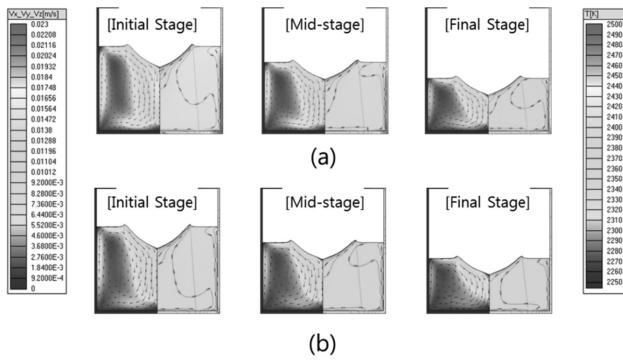 Vx_Vy_Vz[m/s]
0.023
0.02208
0.02116
0.02024
0.01932
0.0184
0.01748
0.01656
0.01564
0.01472
0.0138
0.01288
0.01196
0.01104
0.01012
9.2000E-3
8.2800E-3
7.3600E-3
6.4400E-3
5.5200E-3
4.6000E-3
3.6800E-3
2.7600E-3
1.8400E-3
9.2000E-4
0
[Initial Stage]
[Mid-stage]
[Final Stage]
(a)
[Initial Stage]
[Mid-stage]
[Final Stage]
(b)
T[K]
2500
2490
2480
2470
2460
2450
2440
2430
2420
2410
2400
2390
2380
2370
2360
2350
2340
2330
2320
2310
2300
2290
2280
2270
2260
2250